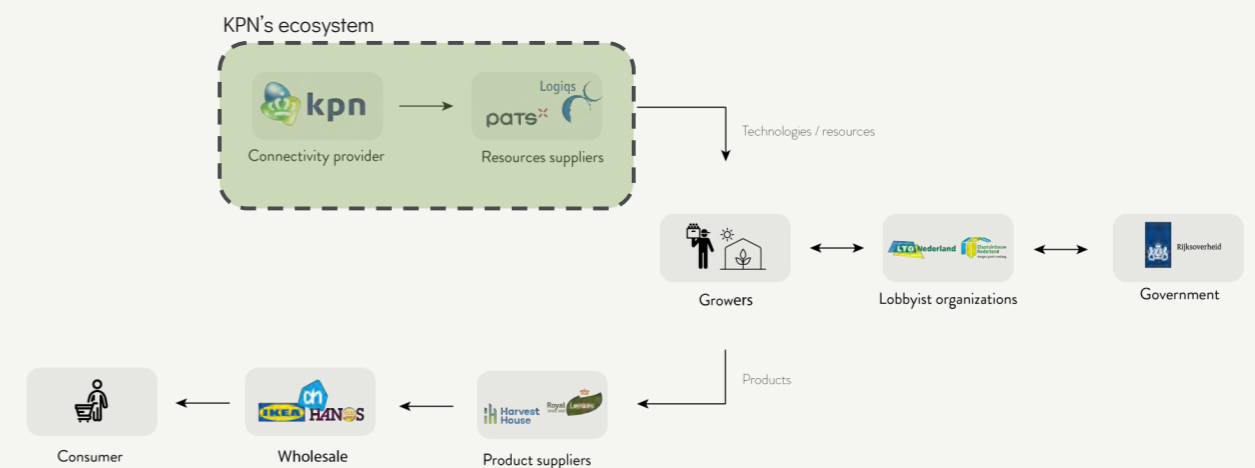 KPN's ecosystem
kpn
Logiqs
PATS
Connectivity provider
Resources suppliers
Technologies / resources
LTO Nederland
Glastuinbouw
Nederland
Rijksoverheid
Growers
Lobbyist organizations
Government
Products
ah
IKEA
HANOS
Harvest
House
Royal
Consumer
Wholesale
Product suppliers